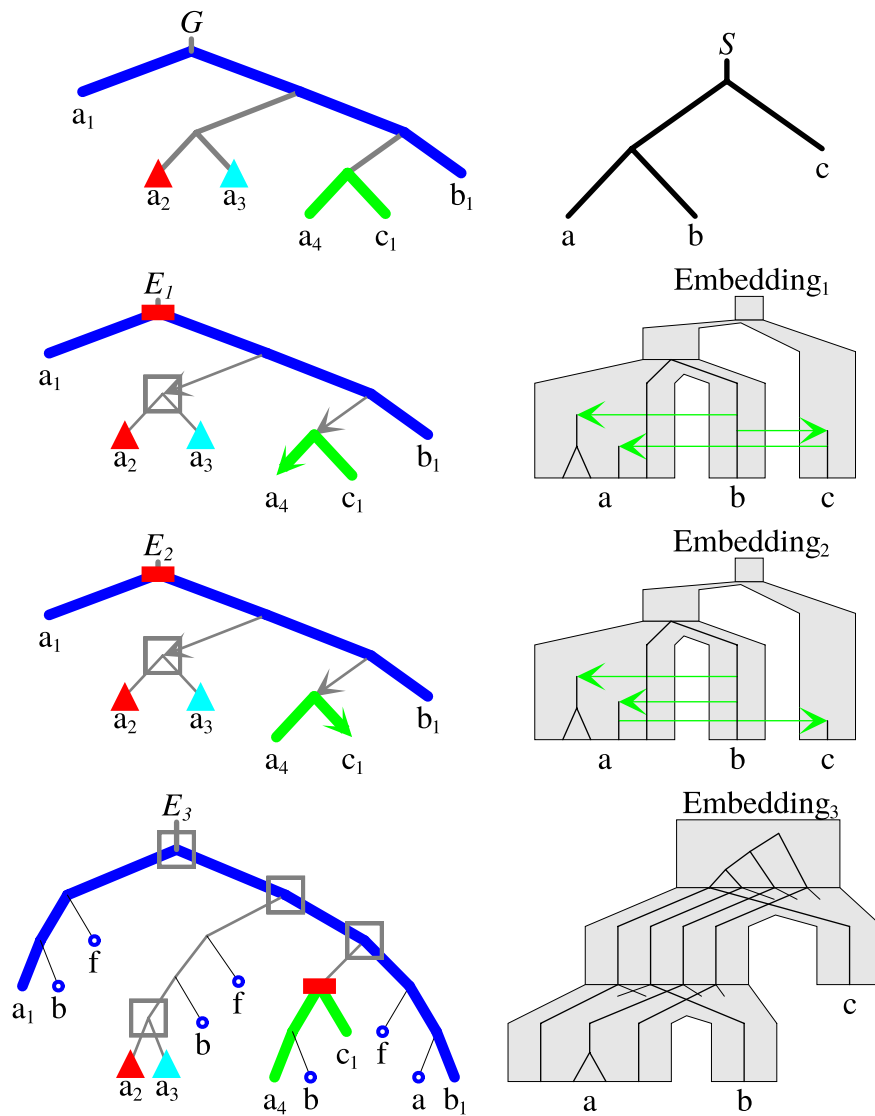 G
S
a₁
a₂ a₃
a₄ c₁
b₁
a b
c
E₁
Embedding₁
a₁
a₂ a₃
a₄ c₁
b₁
a b c
E₂
Embedding₂
a₁
a₂ a₃
a₄ c₁
b₁
a b c
E₃
Embedding₃
f
a₁ b
f
b
a₂ a₃
c₁
f
a₄ b
a b₁
c
a b